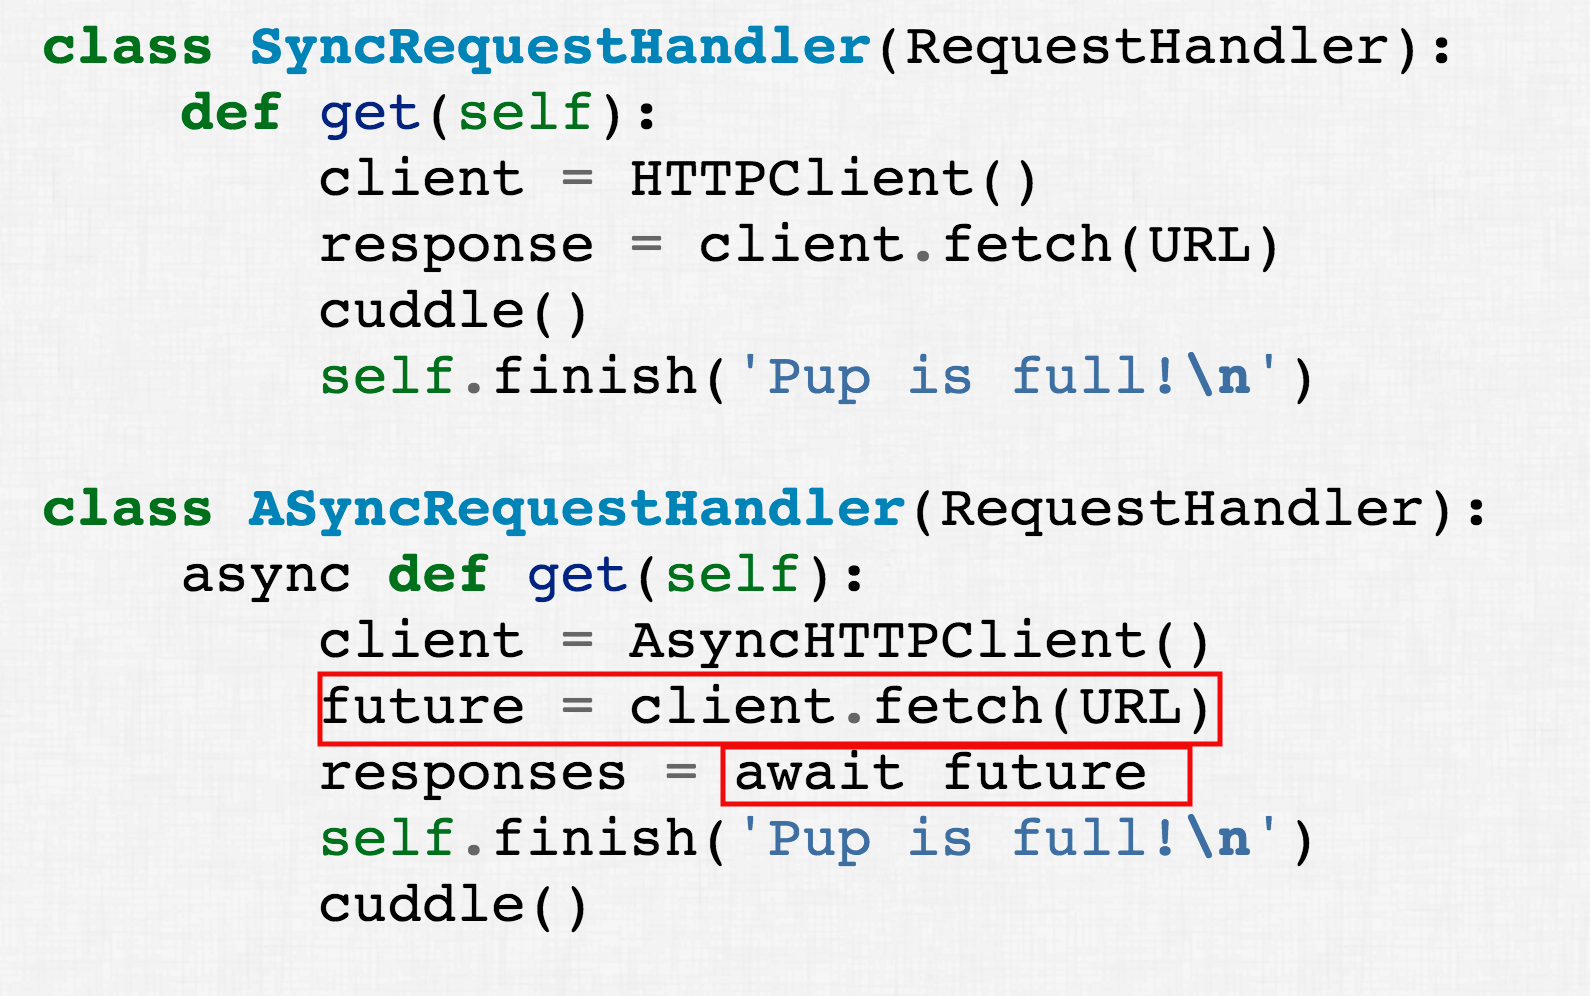 class SyncRequestHandler(RequestHandler):
    def get(self):
        client = HTTPClient()
        response = client.fetch(URL)
        cuddle()
        self.finish('Pup is full!\n')

class ASyncRequestHandler(RequestHandler):
    async def get(self):
        client = AsyncHTTPClient()
        future = client.fetch(URL)
        responses = await future
        self.finish('Pup is full!\n')
        cuddle()